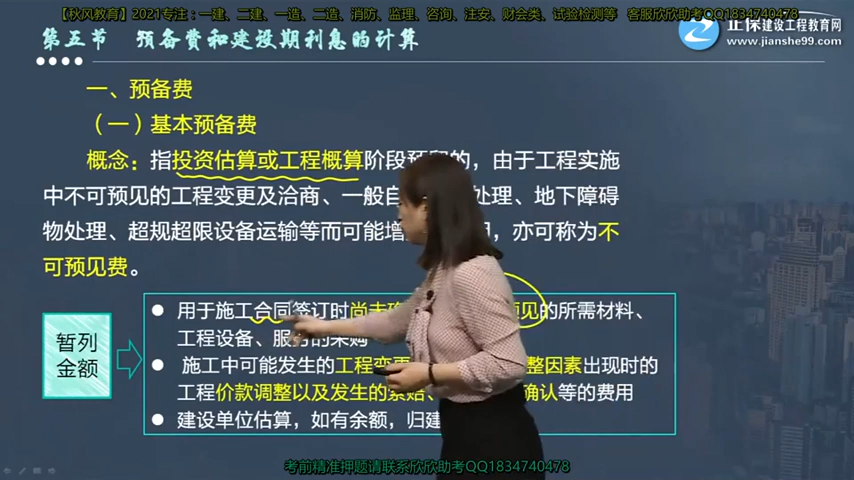 【秋风教育】2021专注：一建、二建、一造、二造、消防、监理、咨询、注安、财会类、试验检测等 客服欣欣助考QQ1834740478
正保建设工程教育网
www.jianshe99.com
第五节 预备费和建设期利息的计算
一、预备费
（一）基本预备费
概念：指投资估算或工程概算阶段预留的，由于工程实施
中不可预见的工程变更及洽商、一般自 处理、地下障碍
物处理、超规超限设备运输等而可能增 ，亦可称为不
可预见费。
暂列
金额
● 用于施工合同签订时尚未 预见的所需材料、
工程设备、服务的采购
● 施工中可能发生的工程变更 整因素出现时的
工程价款调整以及发生的索赔、 确认等的费用
● 建设单位估算，如有余额，归建
考前精准押题请联系欣欣助考QQ1834740478